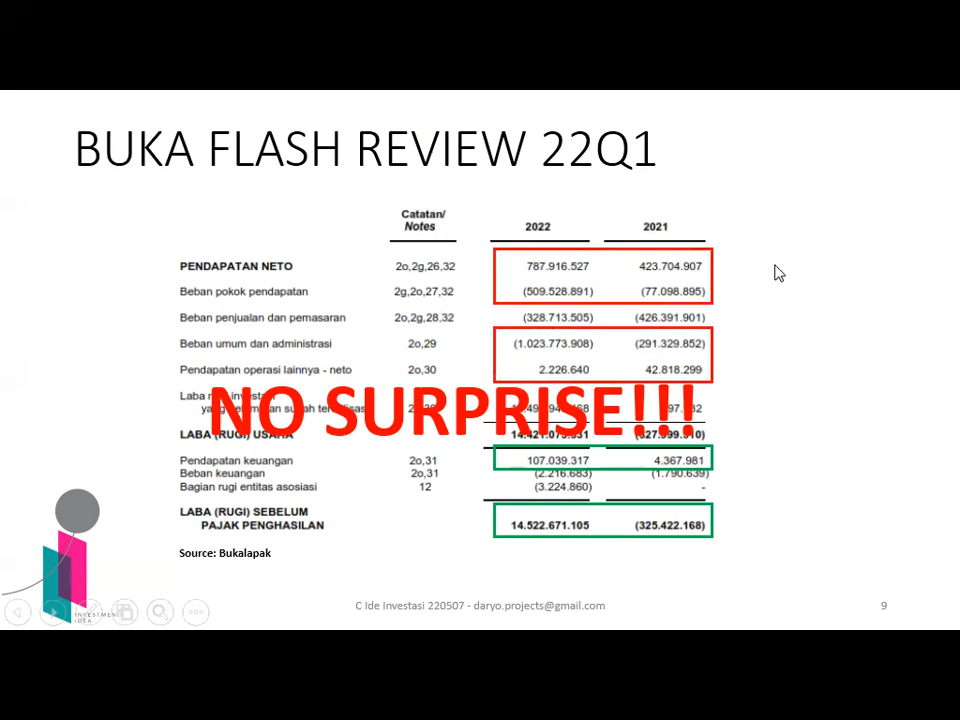 BUKA FLASH REVIEW 22Q1
Catatan/
Notes 2022 2021
PENDAPATAN NETO 2o,2g,26,32 787.916.527 423.704.907
Beban pokok pendapatan 2g,2o,27,32 (509.528.891) (77.098.895)
Beban penjualan dan pemasaran 2o,2g,28,32 (328.713.505) (426.391.901)
Beban umum dan administrasi 2o,29 (1.023.773.908) (291.329.852)
Pendapatan operasi lainnya - neto 2o,30 2.226.640 42.818.299
NO SURPRISE!!!
LABA (RUGI) USAHA
Pendapatan keuangan 2o,31 107.039.317 4.367.981
Beban keuangan 2o,31 (2.216.683) (1.790.639)
Bagian rugi entitas asosiasi 12 (3.224.860) -
LABA (RUGI) SEBELUM
PAJAK PENGHASILAN 14.522.671.105 (325.422.168)
Source: Bukalapak
C Ide Investasi 220507 - daryo.projects@gmail.com 9